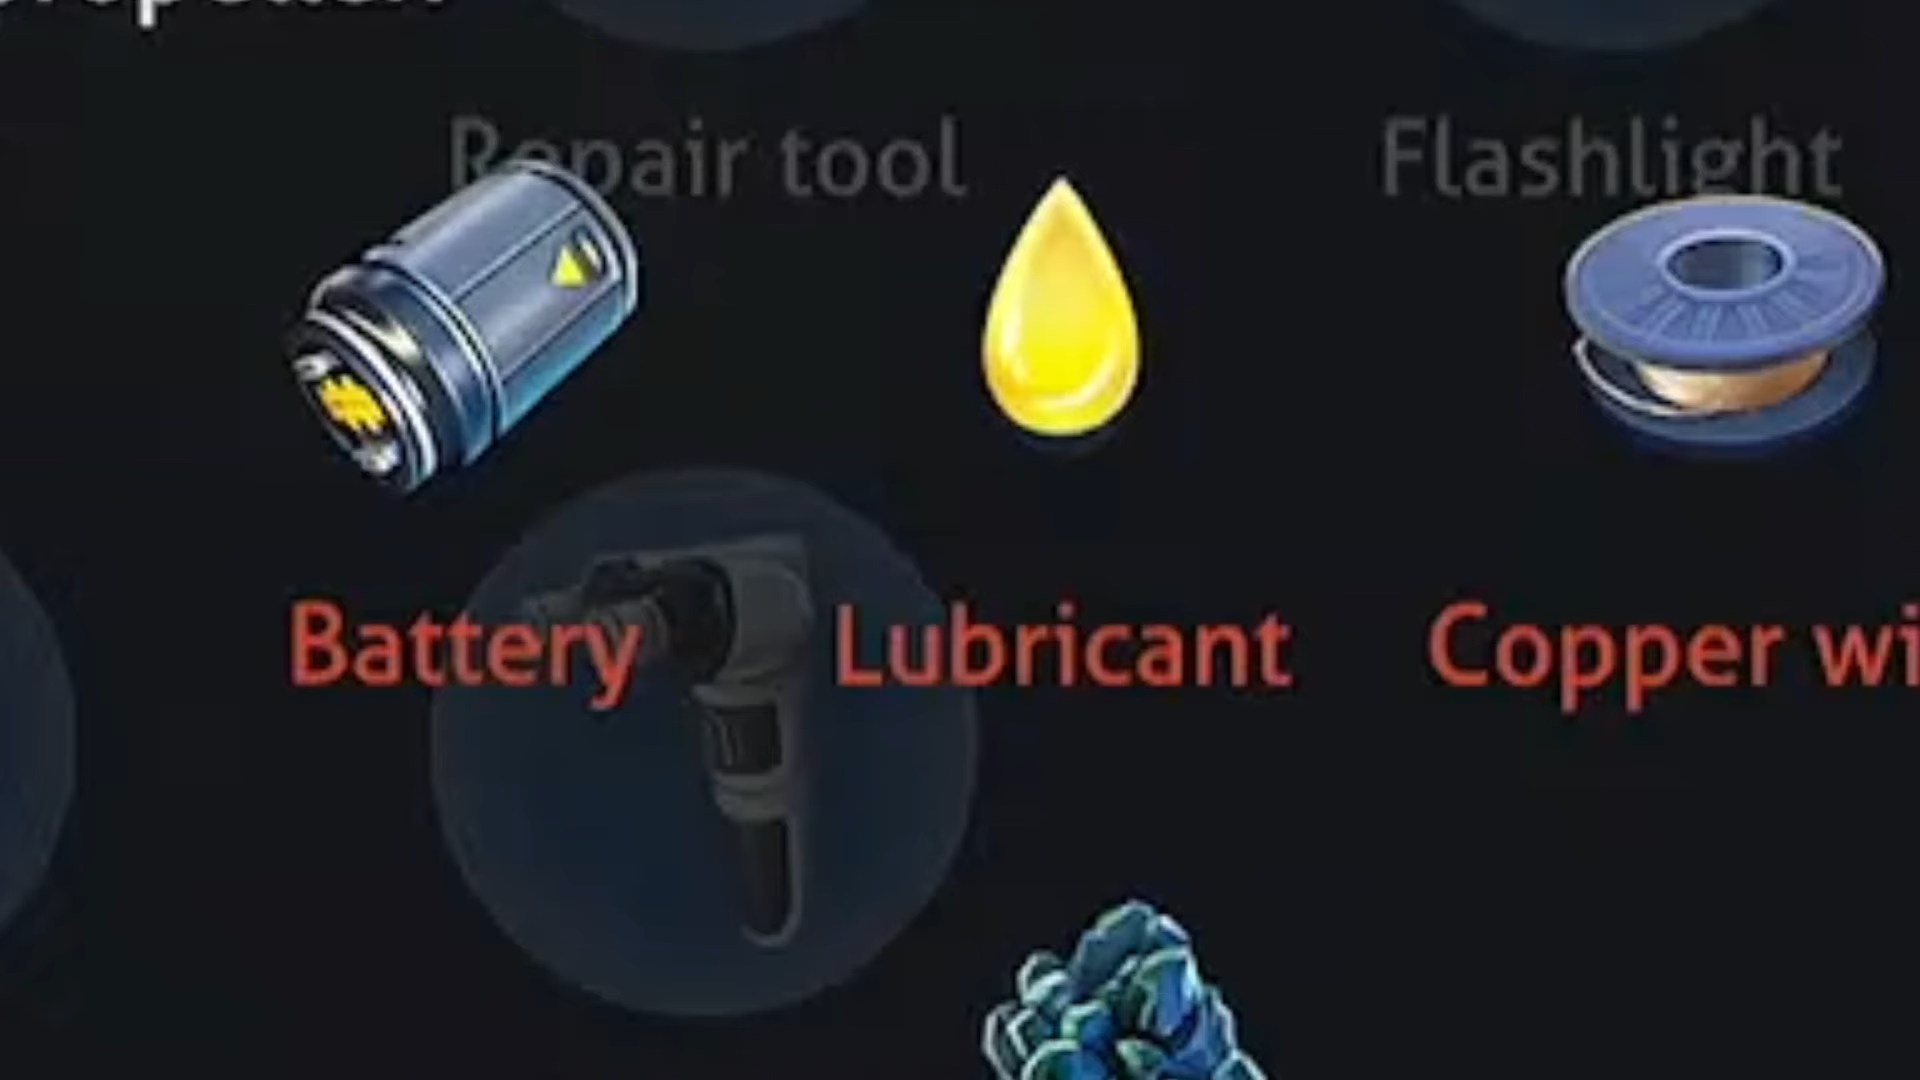 Repair tool
Flashlight
Battery
Lubricant
Copper wi